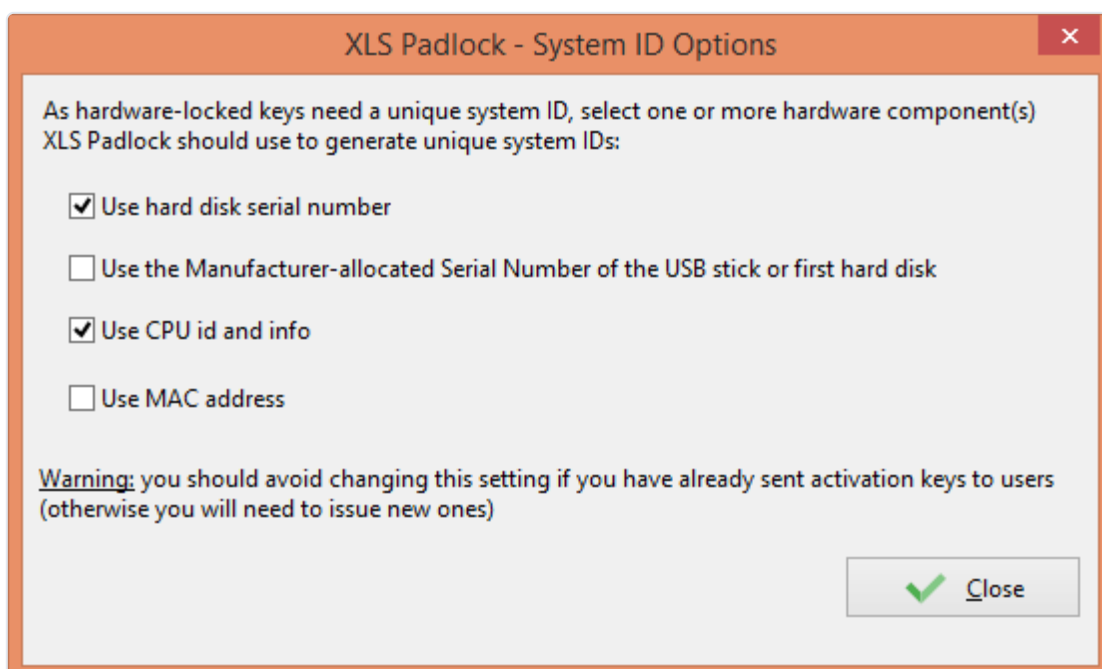 XLS Padlock - System ID Options
As hardware-locked keys need a unique system ID, select one or more hardware component(s)
XLS Padlock should use to generate unique system IDs:
Use hard disk serial number
Use the Manufacturer-allocated Serial Number of the USB stick or first hard disk
Use CPU id and info
Use MAC address
Warning: you should avoid changing this setting if you have already sent activation keys to users
(otherwise you will need to issue new ones)
Close